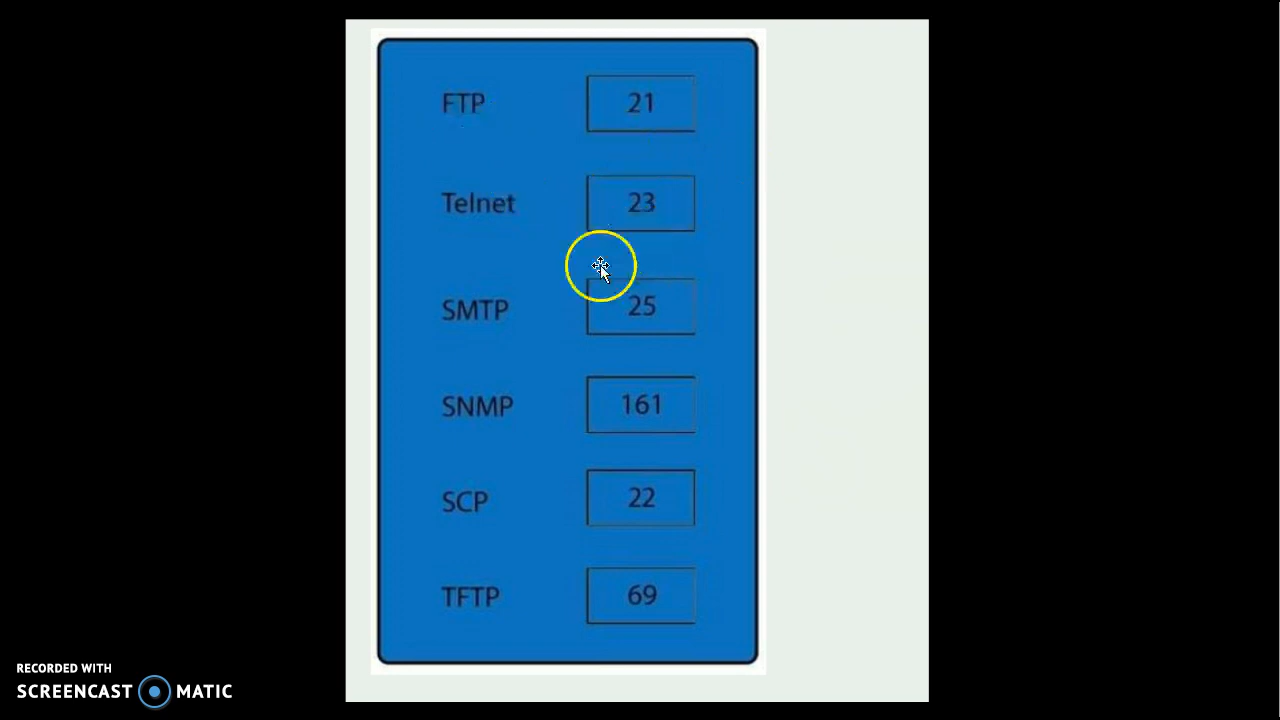 FTP 21
Telnet 23
SMTP 25
SNMP 161
SCP 22
TFTP 69
RECORDED WITH
SCREENCAST MATIC